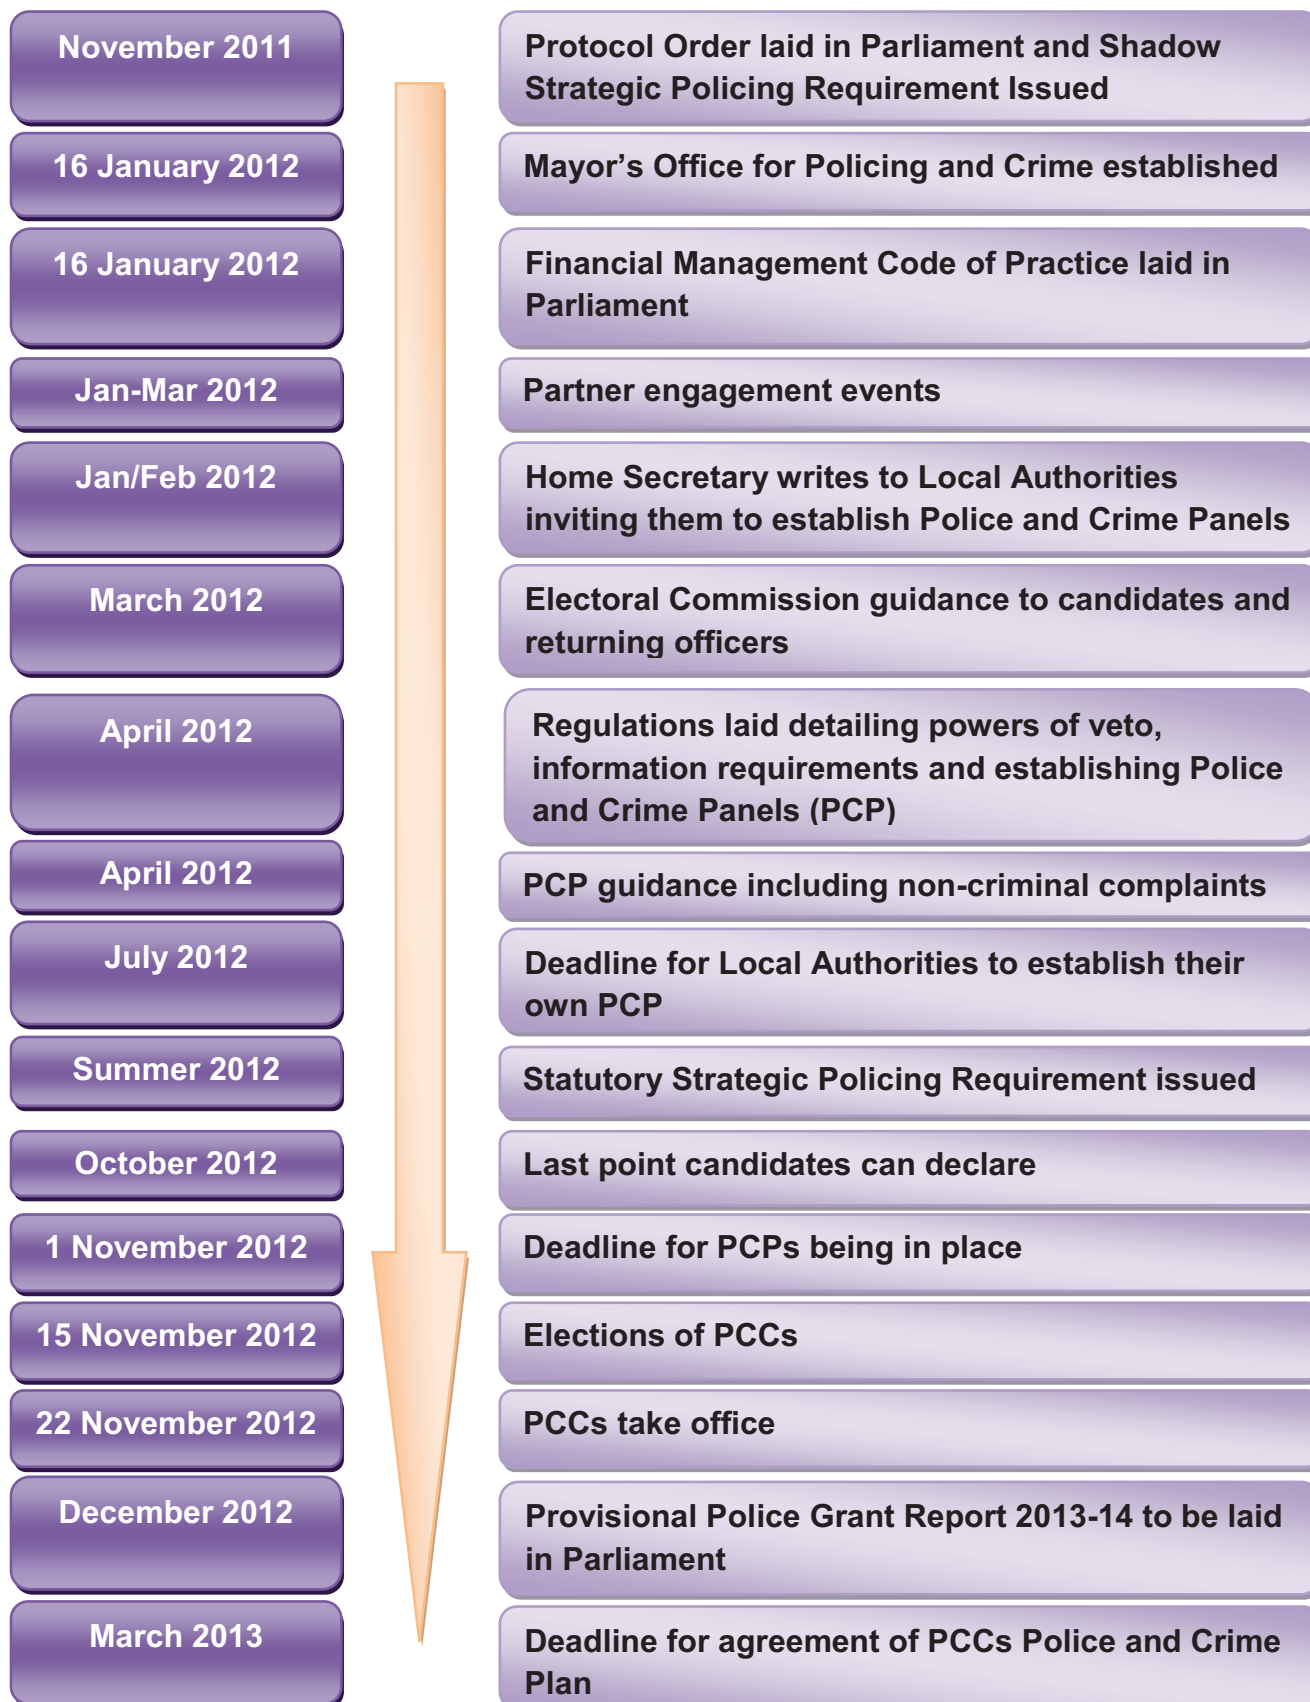 November 2011
Protocol Order laid in Parliament and Shadow
Strategic Policing Requirement Issued
16 January 2012
Mayor’s Office for Policing and Crime established
16 January 2012
Financial Management Code of Practice laid in
Parliament
Jan-Mar 2012
Partner engagement events
Jan/Feb 2012
Home Secretary writes to Local Authorities
inviting them to establish Police and Crime Panels
March 2012
Electoral Commission guidance to candidates and
returning officers
April 2012
Regulations laid detailing powers of veto,
information requirements and establishing Police
and Crime Panels (PCP)
April 2012
PCP guidance including non-criminal complaints
July 2012
Deadline for Local Authorities to establish their
own PCP
Summer 2012
Statutory Strategic Policing Requirement issued
October 2012
Last point candidates can declare
1 November 2012
Deadline for PCPs being in place
15 November 2012
Elections of PCCs
22 November 2012
PCCs take office
December 2012
Provisional Police Grant Report 2013-14 to be laid
in Parliament
March 2013
Deadline for agreement of PCCs Police and Crime
Plan